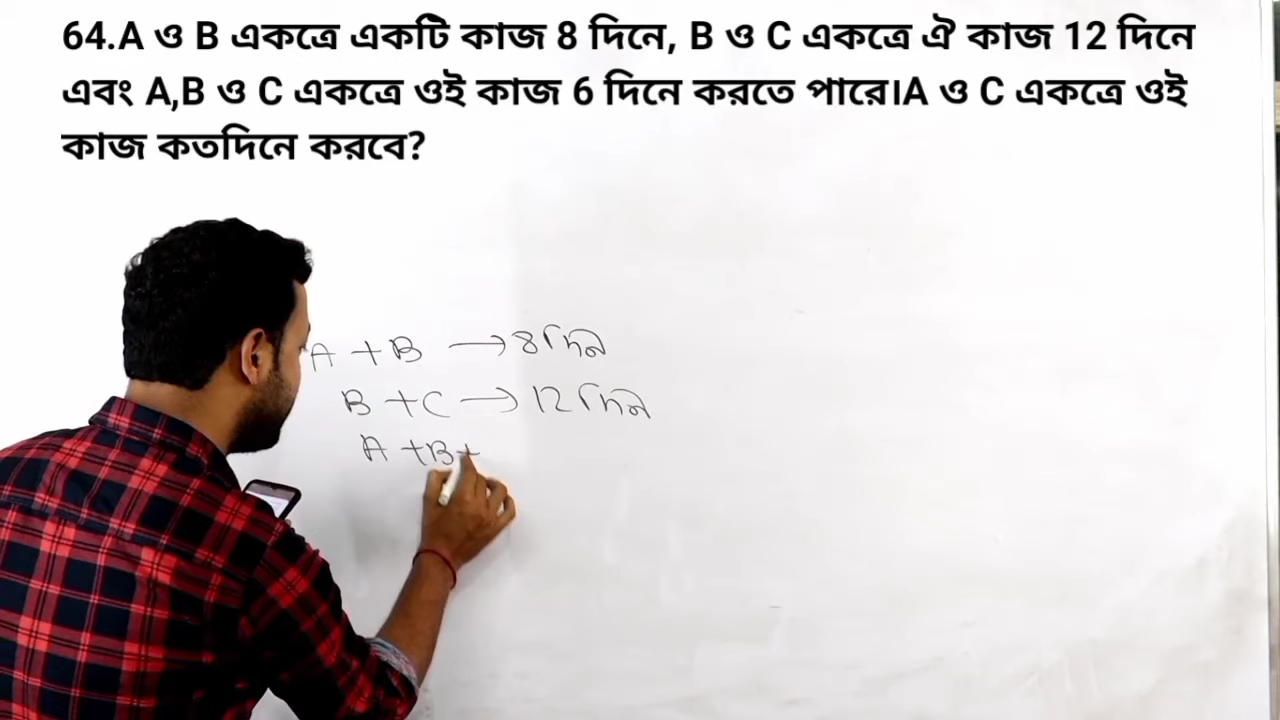 64.A ও B একত্রে একটি কাজ 8 দিনে, B ও C একত্রে ঐ কাজ 12 দিনে
এবং A,B ও C একত্রে ওই কাজ 6 দিনে করতে পারে।A ও C একত্রে ওই
কাজ কতদিনে করবে?
A + B → 8 দিন
B + C → 12 দিন
A + B +